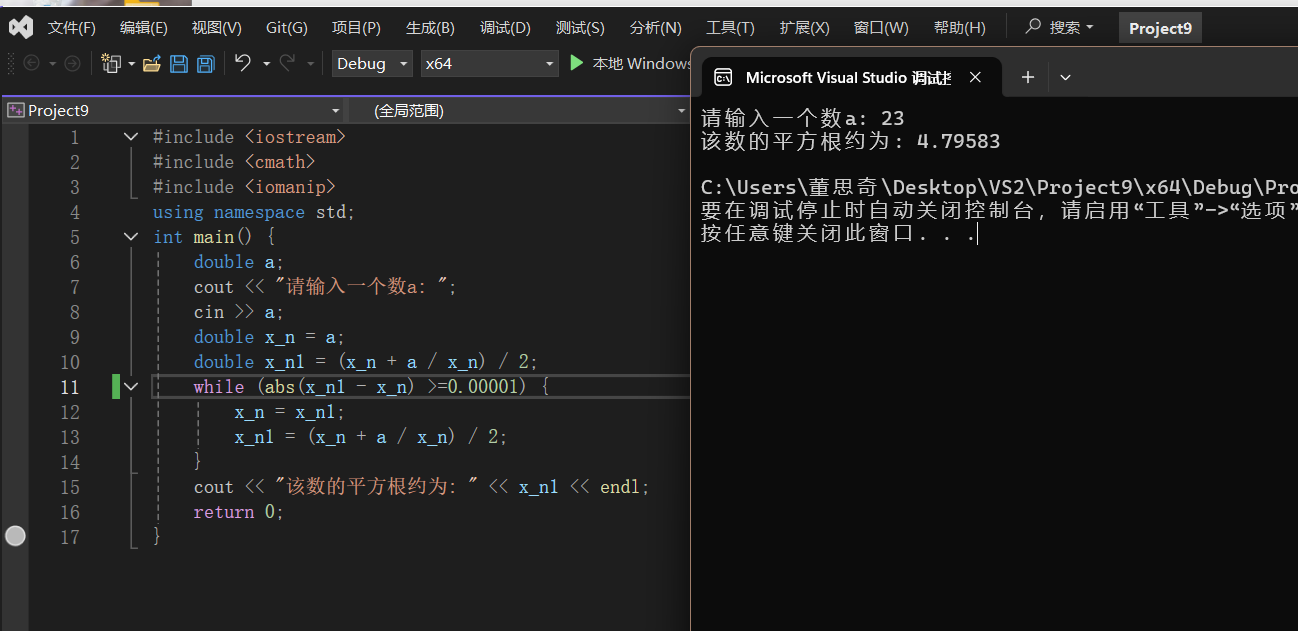 文件(F) 编辑(E) 视图(V) Git(G) 项目(P) 生成(B) 调试(D) 测试(S) 分析(N) 工具(T) 扩展(X) 窗口(W) 帮助(H) 搜索 Project9
Debug x64 本地 Windows
Project9 (全局范围)
1 #include <iostream>
2 #include <cmath>
3 #include <iomanip>
4 using namespace std;
5 int main() {
6 double a;
7 cout << "请输入一个数a: ";
8 cin >> a;
9 double x_n = a;
10 double x_n1 = (x_n + a / x_n) / 2;
11 while (abs(x_n1 - x_n) >=0.00001) {
12 x_n = x_n1;
13 x_n1 = (x_n + a / x_n) / 2;
14 }
15 cout << "该数的平方根约为: " << x_n1 << endl;
16 return 0;
17 }
Microsoft Visual Studio 调试
请输入一个数a: 23
该数的平方根约为: 4.79583
C:\Users\董思奇\Desktop\VS2\Project9\x64\Debug\Pro
要在调试停止时自动关闭控制台，请启用“工具”->“选项”
按任意键关闭此窗口. . .